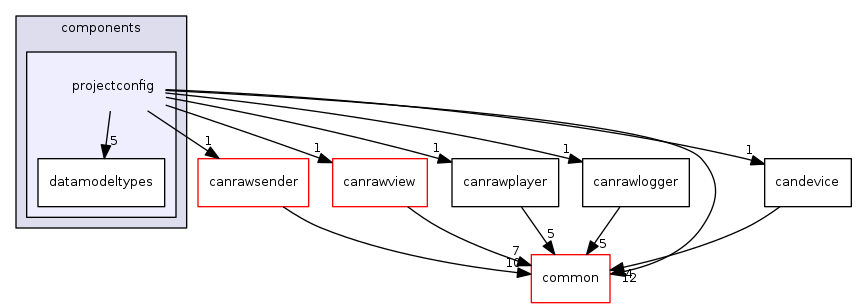 components
projectconfig
5
1
1
1
1
1
datamodeltypes
canrawsender
canrawview
canrawplayer
canrawlogger
candevice
5
5
7
10
12
common